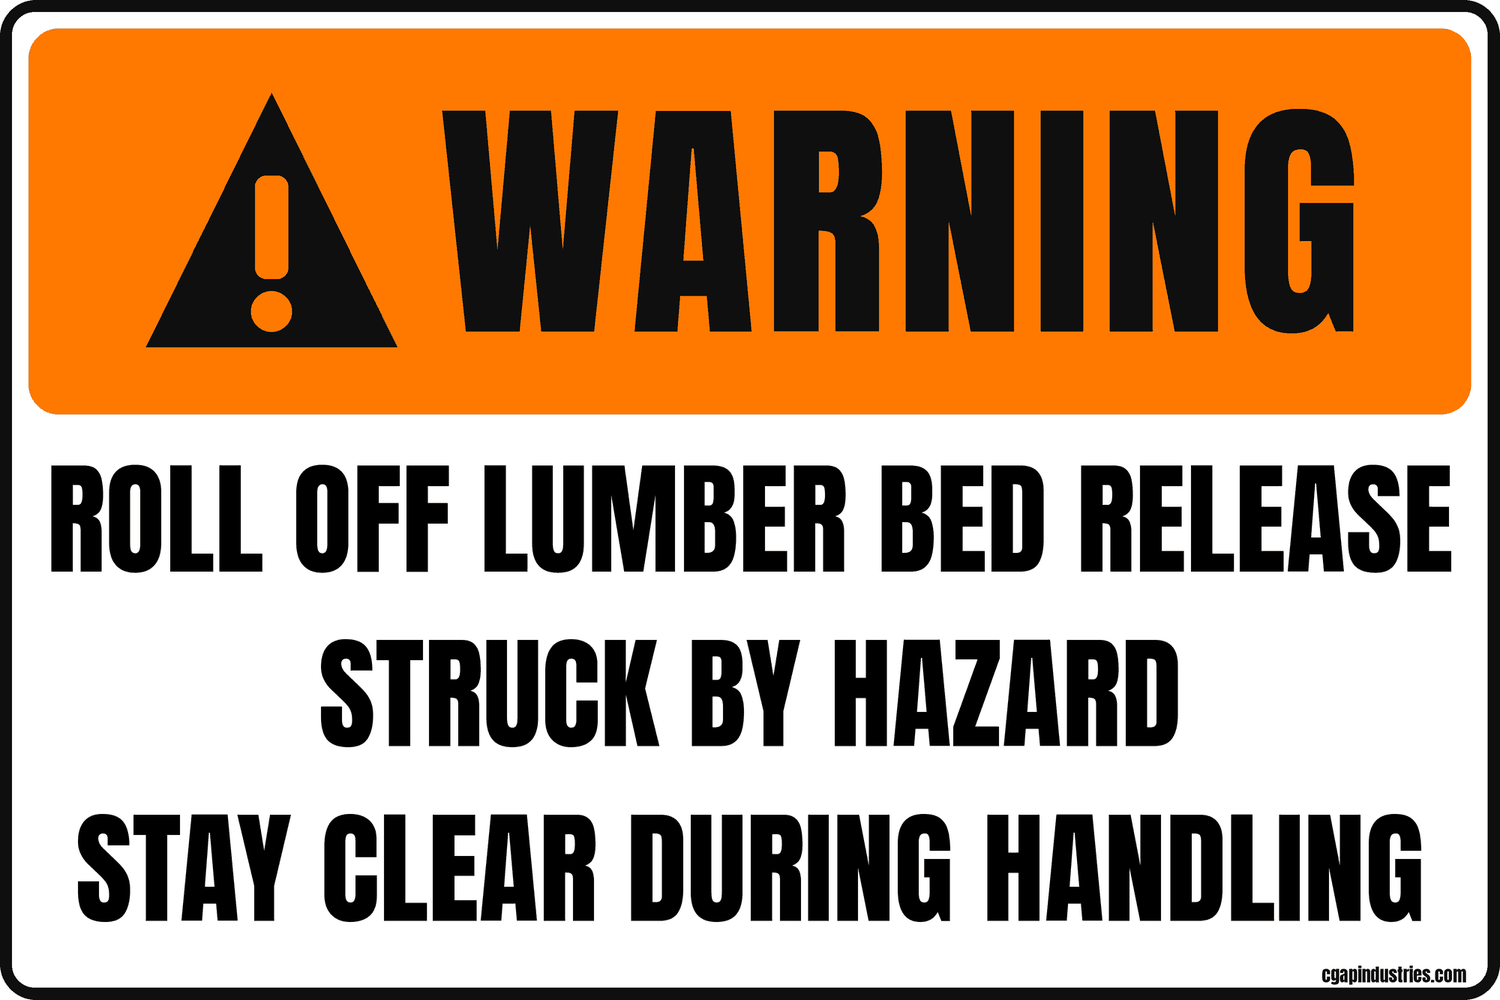 WARNING
ROLL OFF LUMBER BED RELEASE
STRUCK BY HAZARD
STAY CLEAR DURING HANDLING
cgapindustries.com